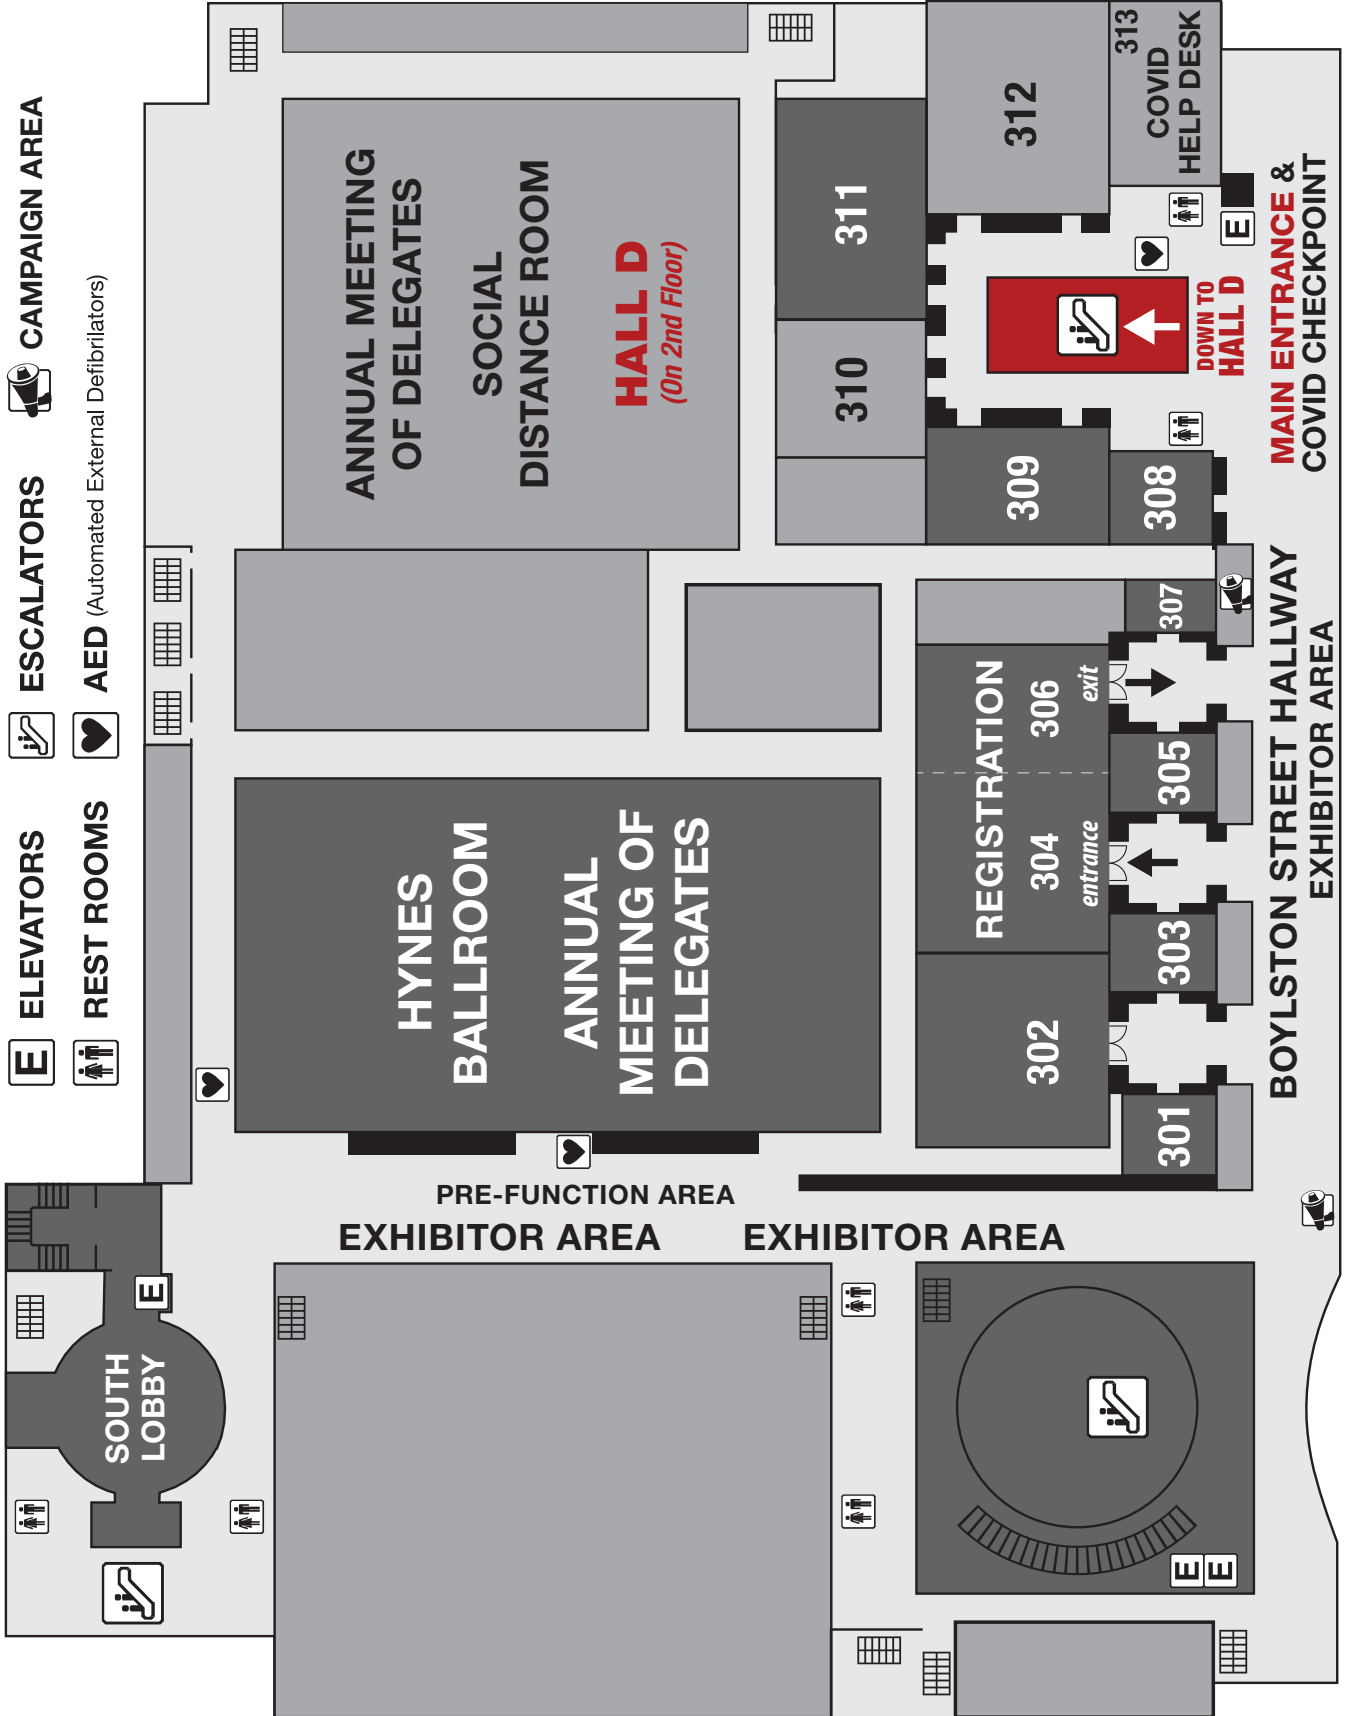 E ELEVATORS
ESCALATORS
CAMPAIGN AREA
REST ROOMS
AED (Automated External Defibrilators)
SOUTH
LOBBY
E
HYNES
BALLROOM
ANNUAL
MEETING OF
DELEGATES
ANNUAL MEETING
OF DELEGATES
SOCIAL
DISTANCE ROOM
HALL D
(On 2nd Floor)
PRE-FUNCTION AREA
EXHIBITOR AREA
EXHIBITOR AREA
REGISTRATION
304
306
entrance
exit
302
301
303
305
307
308
309
310
311
312
313
COVID
HELP DESK
E
DOWN TO
HALL D
MAIN ENTRANCE &
COVID CHECKPOINT
BOYLSTON STREET HALLWAY
EXHIBITOR AREA
E
E